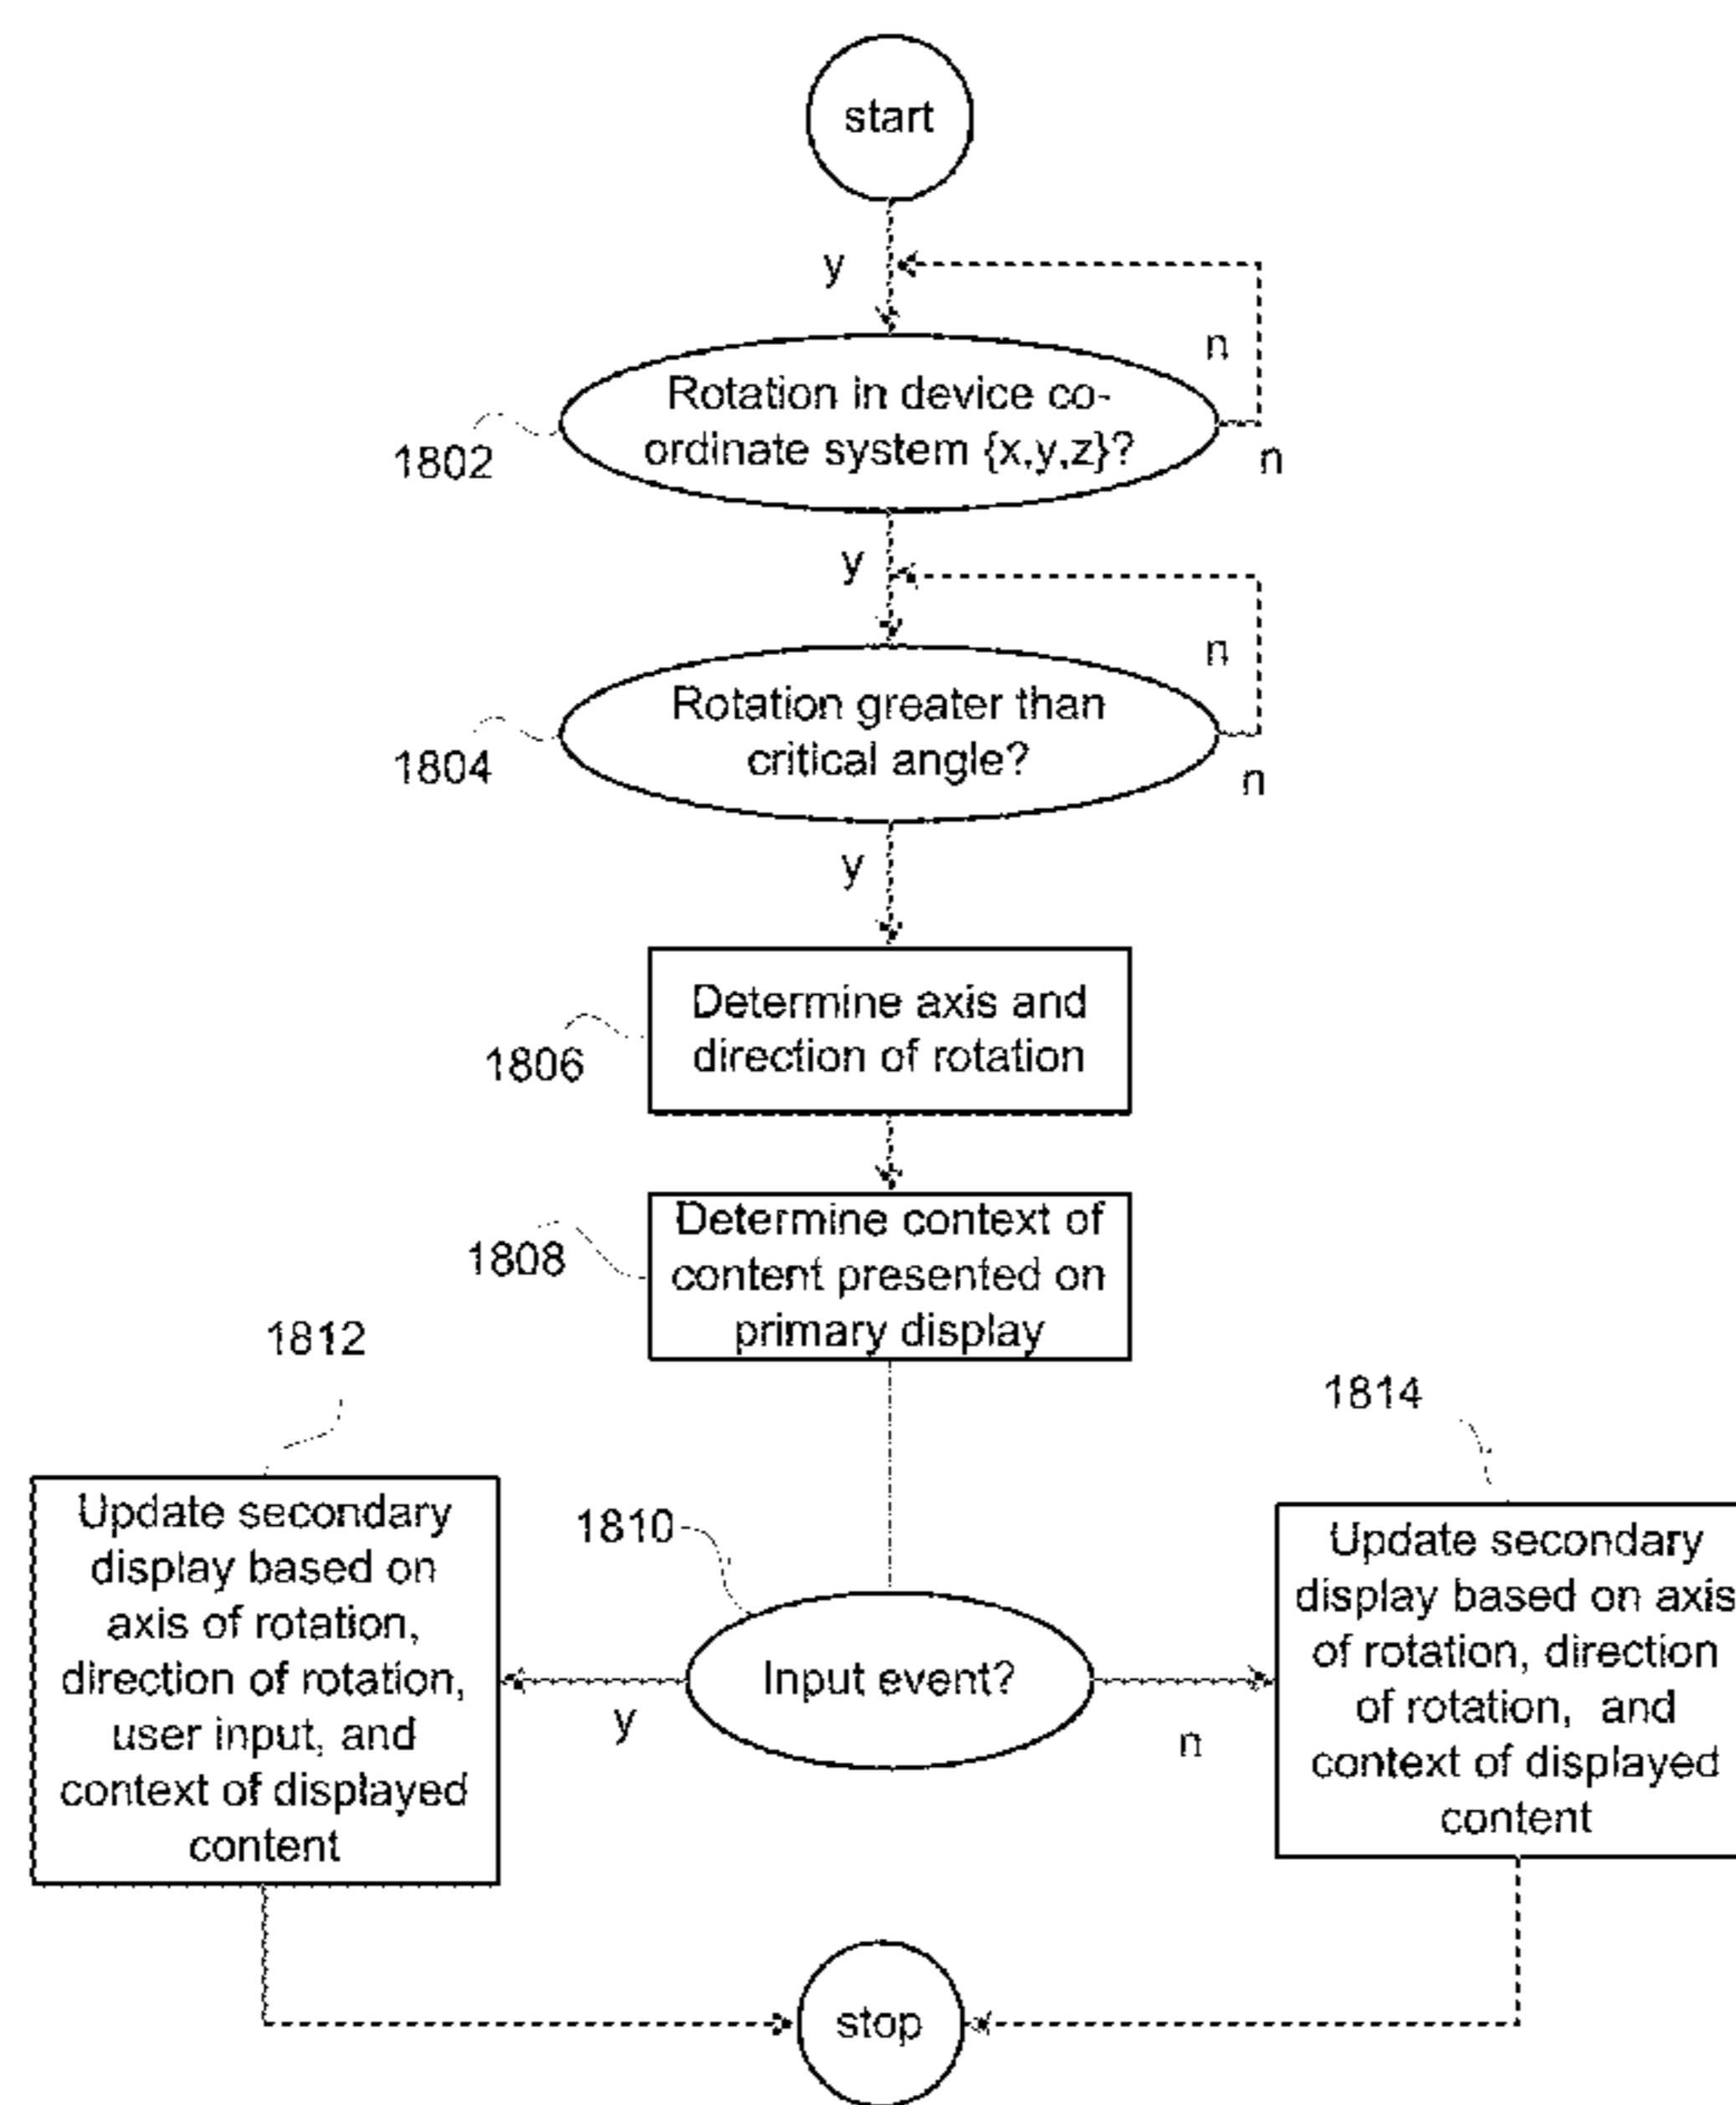 start
y
n
Rotation in device co-
ordinate system {x,y,z}?
1802
n
y
n
Rotation greater than
critical angle?
1804
n
y
Determine axis and
direction of rotation
1806
Determine context of
content presented on
primary display
1808
1812
1814
Update secondary
display based on
axis of rotation,
direction of rotation,
user input, and
context of displayed
content
1810
Input event?
y
n
Update secondary
display based on axis
of rotation, direction
of rotation, and
context of displayed
content
stop